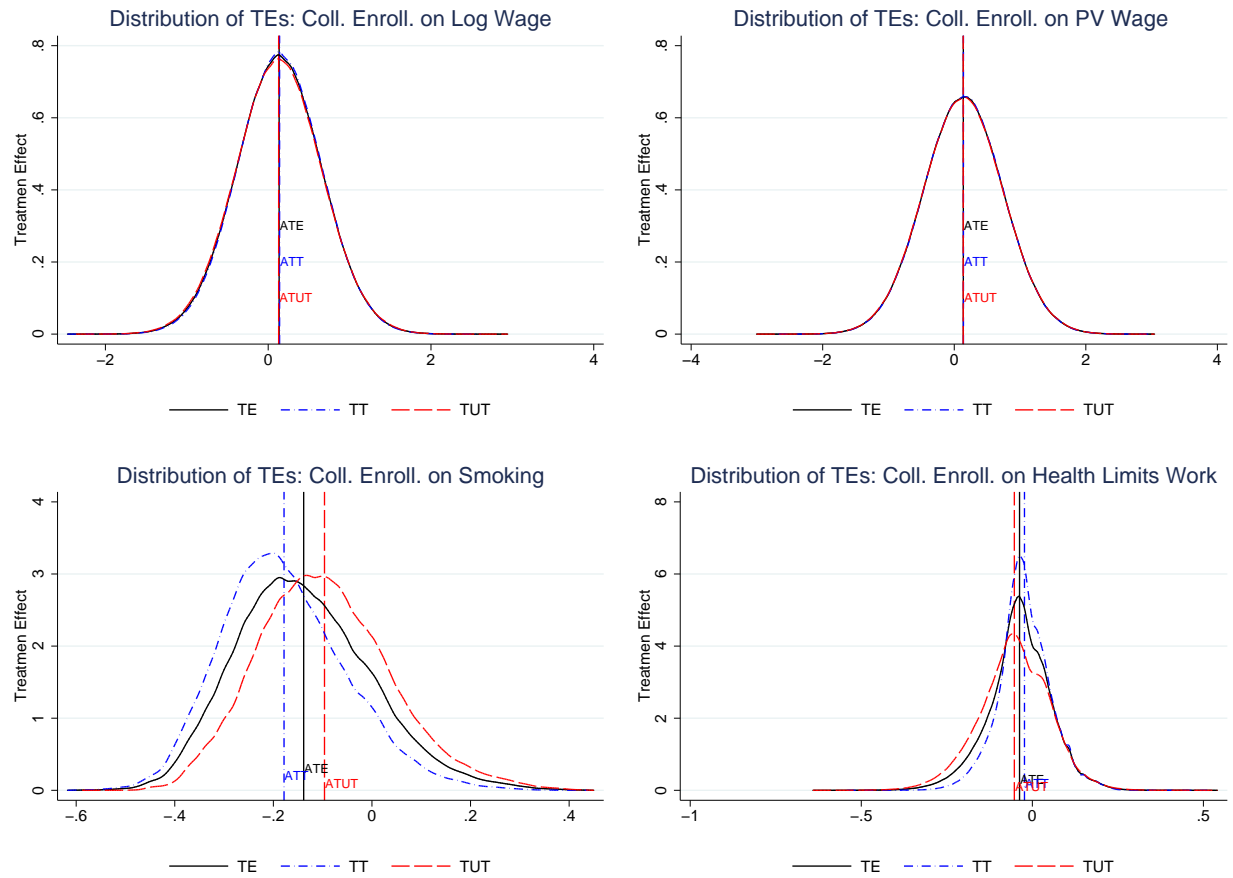 Distribution of TEs: Coll. Enroll. on Log Wage
Treatmen Effect
0 .2 .4 .6 .8
ATE
ATT
ATUT
−2 0 2 4
TE TT TUT
Distribution of TEs: Coll. Enroll. on PV Wage
Treatmen Effect
0 .2 .4 .6 .8
ATE
ATT
ATUT
−4 −2 0 2 4
TE TT TUT
Distribution of TEs: Coll. Enroll. on Smoking
Treatmen Effect
0 1 2 3 4
ATE
ATT
ATUT
−.6 −.4 −.2 0 .2 .4
TE TT TUT
Distribution of TEs: Coll. Enroll. on Health Limits Work
Treatmen Effect
0 2 4 6 8
ATE
ATT
ATUT
−1 −.5 0 .5
TE TT TUT